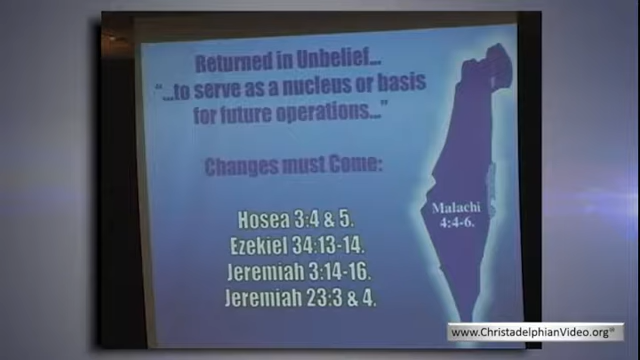 Returned in Unbelief...
"...to serve as a nucleus or basis
for future operations..."
Changes must Come:
Hosea 3:4 & 5.
Ezekiel 34:13-14.
Jeremiah 3:14-16.
Jeremiah 23:3 & 4.
Malachi
4:4-6.
www.ChristadelphianVideo.org"